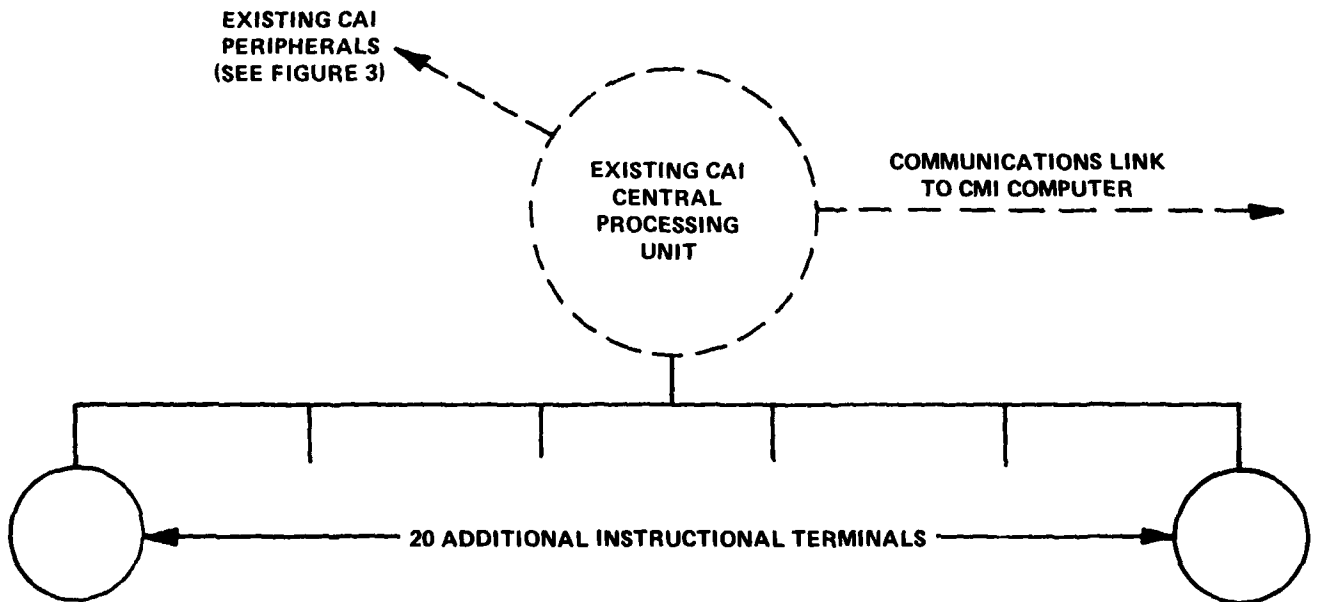 EXISTING CAI
PERIPHERALS
(SEE FIGURE 3)
EXISTING CAI
CENTRAL
PROCESSING
UNIT
COMMUNICATIONS LINK
TO CMI COMPUTER
20 ADDITIONAL INSTRUCTIONAL TERMINALS